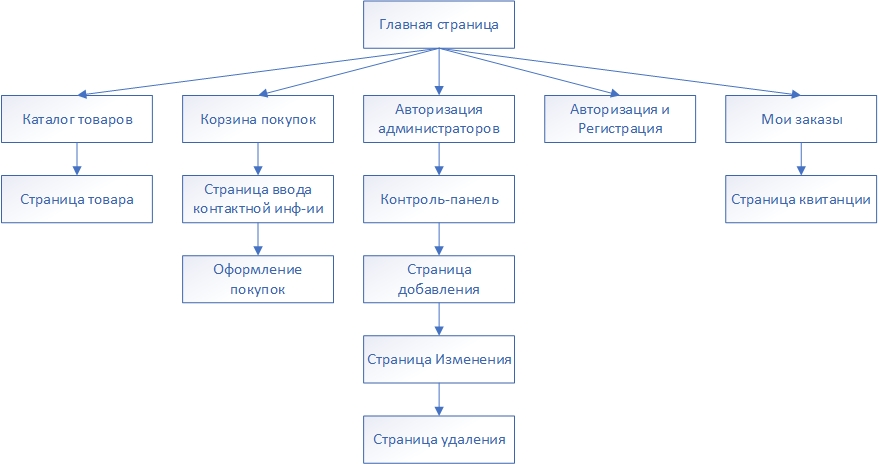 Главная страница
Каталог товаров
Корзина покупок
Авторизация
администраторов
Авторизация и
Регистрация
Мои заказы
Страница товара
Страница ввода
контактной инф-ии
Контроль-панель
Страница квитанции
Оформление
покупок
Страница
добавления
Страница Изменения
Страница удаления